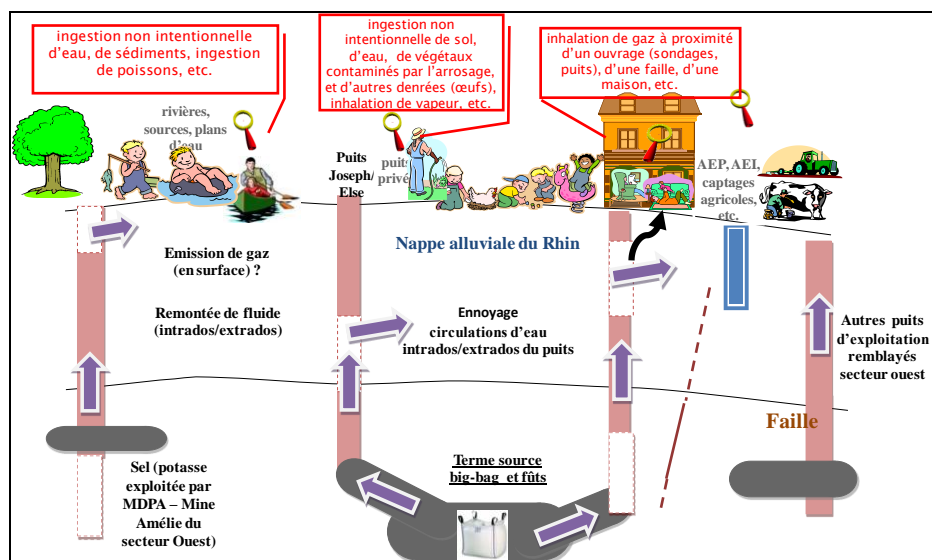 ingestion non intentionnelle
d'eau, de sédiments, ingestion
de poissons, etc.
ingestion non
intentionnelle de sol,
d'eau, de végétaux
contaminés par l'arrosage,
et d'autres denrées (œufs),
inhalation de vapeur, etc.
inhalation de gaz à proximité
d'un ouvrage (sondages,
puits), d'une faille, d'une
maison, etc.
rivières,
sources, plans
d'eau
Puits
Joseph/
Else
puits
privé
AEP, AEI,
captages
agricoles,
etc.
Nappe alluviale du Rhin
Emission de gaz
(en surface) ?
Remontée de fluide
(intrados/extrados)
Ennoyage
circulations d'eau
intrados/extrados du puits
Autres puits
d'exploitation
remblayés
secteur ouest
Faille
Sel (potasse
exploitée par
MDPA – Mine
Amélie du
secteur Ouest)
Terme source
big-bag et fûts